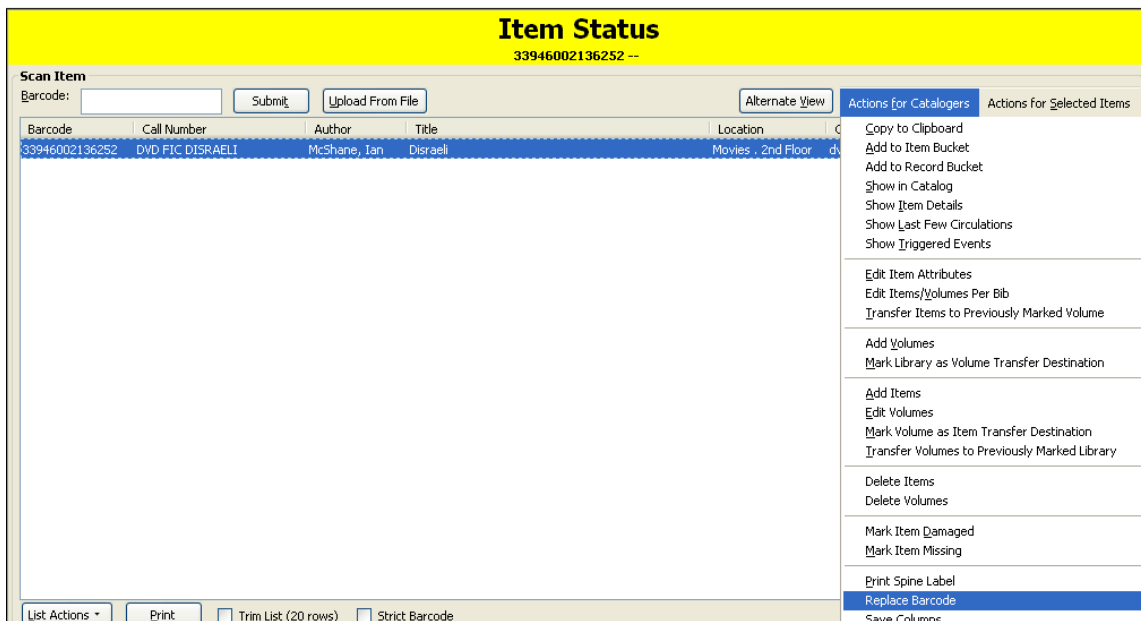 Item Status
33946002136252 --
Scan Item
Barcode:
Submit
Upload From File
Alternate View
Actions for Catalogers
Actions for Selected Items
Barcode Call Number Author Title Location
33946002136252 DVD FIC DISRAELI McShane, Ian Disraeli Movies . 2nd Floor
Copy to Clipboard
Add to Item Bucket
Add to Record Bucket
Show in Catalog
Show Item Details
Show Last Few Circulations
Show Triggered Events
Edit Item Attributes
Edit Items/Volumes Per Bib
Transfer Items to Previously Marked Volume
Add Volumes
Mark Library as Volume Transfer Destination
Add Items
Edit Volumes
Mark Volume as Item Transfer Destination
Transfer Volumes to Previously Marked Library
Delete Items
Delete Volumes
Mark Item Damaged
Mark Item Missing
Print Spine Label
Replace Barcode
Save Columns
List Actions
Print
Trim List (20 rows)
Strict Barcode